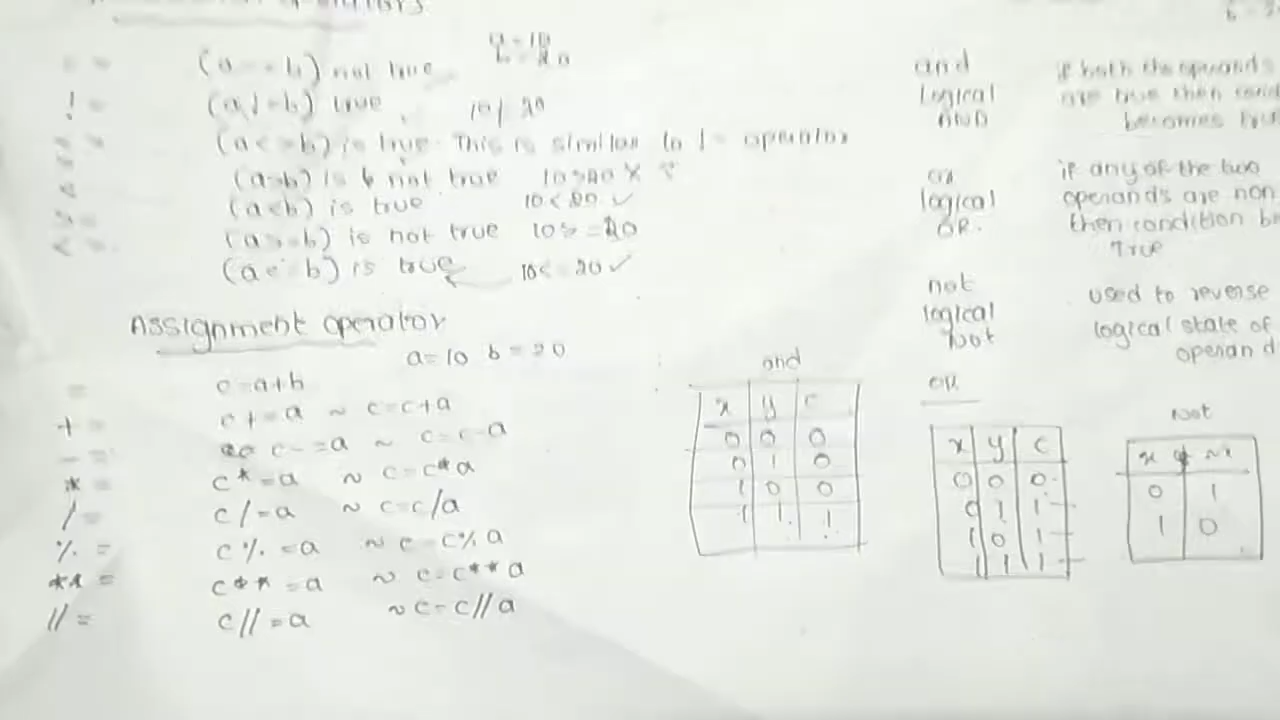 a=10
= = (a==b) not true
! = (a!=b) true 10/20
(a<>b) is true. This is similar to != operator
> (a>b) is not true 10>20 ×
< (a<b) is true 10<20 ✓
>= (a>=b) is not true 10>=20
<= (a<=b) is true 10<=20 ✓
Assignment operator
a=10 b=20
= c=a+b
+= c+=a ~ c=c+a
-= c-=a ~ c=c-a
*= c*=a ~ c=c*a
/= c/=a ~ c=c/a
%= c%=a ~ c=c%a
**= c**=a ~ c=c**a
//= c//=a ~ c=c//a
and
x y c
0 0 0
0 1 0
1 0 0
1 1 1
and if both the operands
logical are true then
AND becomes
or if any of the two
logical operands are non
OR. then condition
True
not used to reverse
logical logical state of
Not operand
OR
x y c
0 0 0
0 1 1
1 0 1
1 1 1
Not
x ~x
0 1
1 0